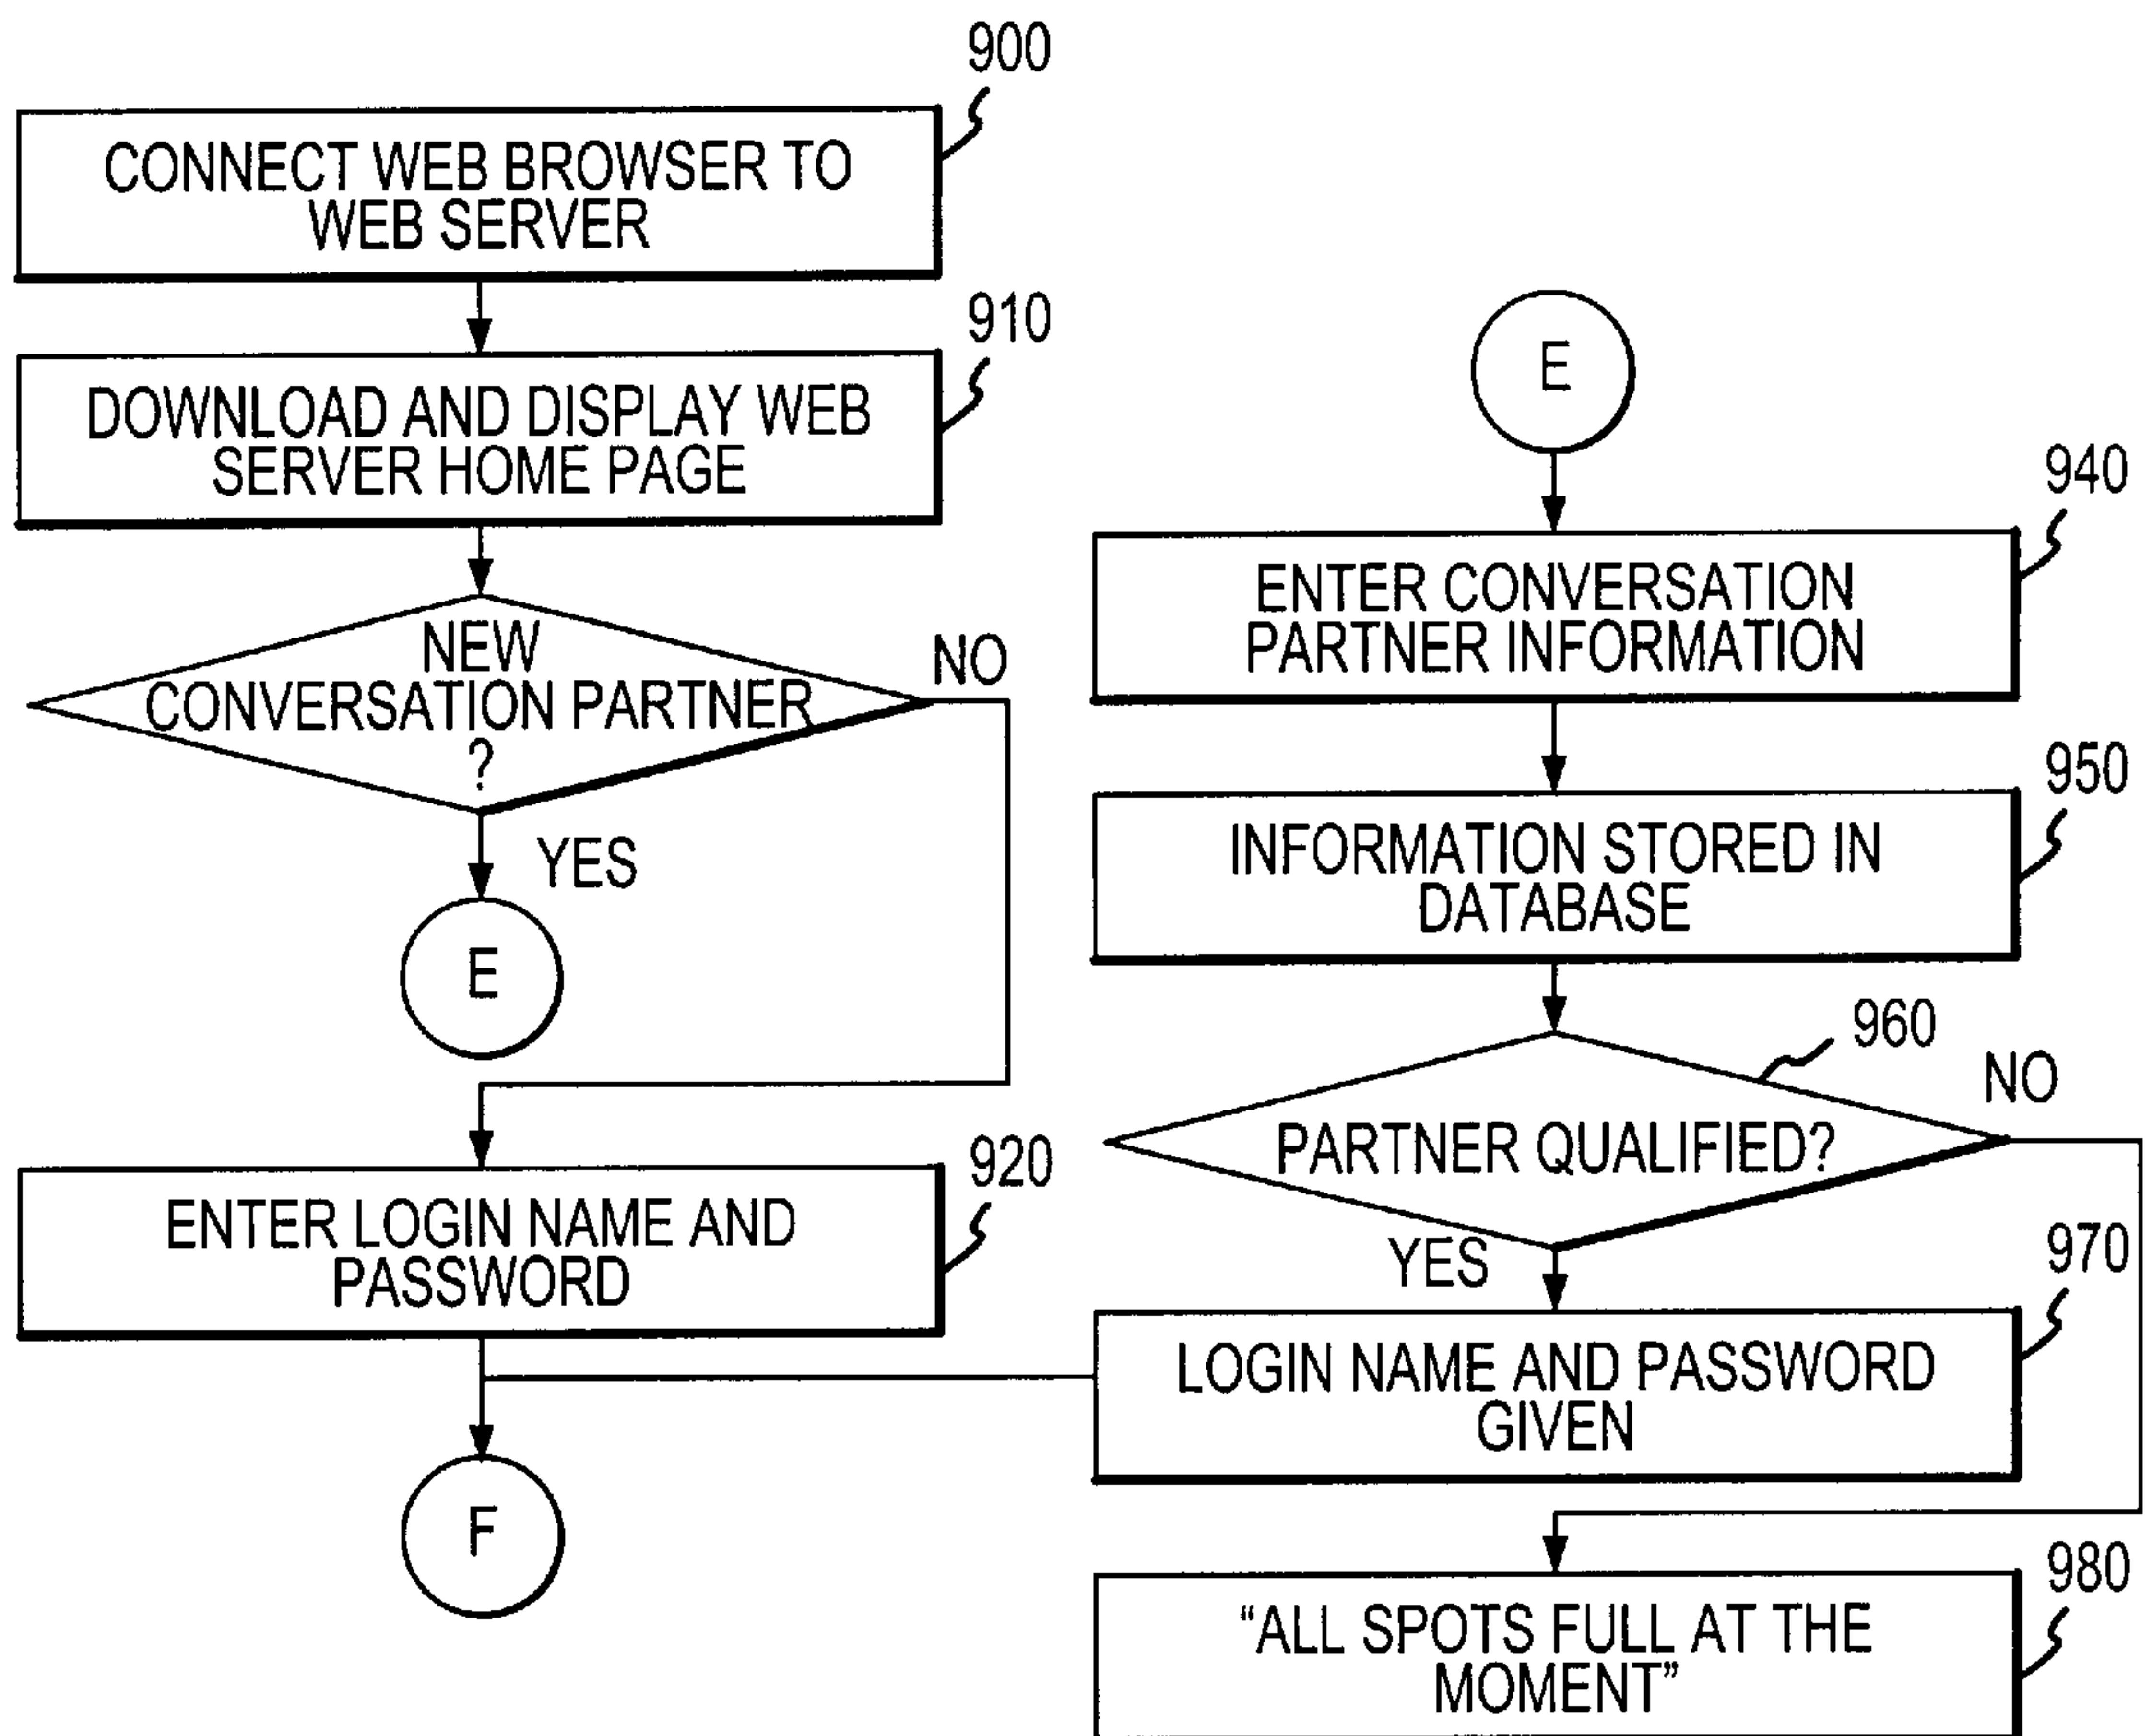 900
CONNECT WEB BROWSER TO
WEB SERVER
910
DOWNLOAD AND DISPLAY WEB
SERVER HOME PAGE
NEW
CONVERSATION PARTNER
?
NO
YES
E
920
ENTER LOGIN NAME AND
PASSWORD
F
E
940
ENTER CONVERSATION
PARTNER INFORMATION
950
INFORMATION STORED IN
DATABASE
960
PARTNER QUALIFIED?
NO
YES
970
LOGIN NAME AND PASSWORD
GIVEN
980
“ALL SPOTS FULL AT THE
MOMENT”